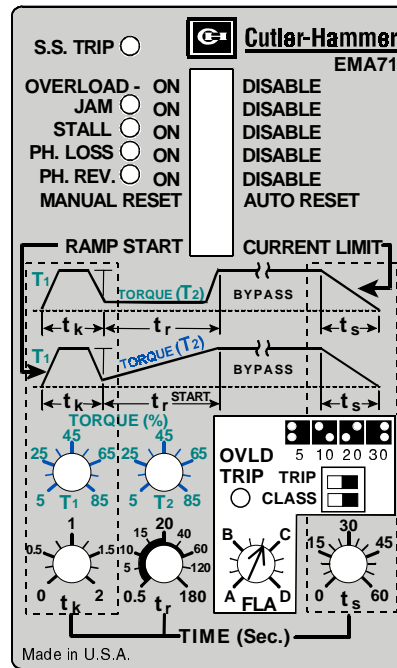 S.S. TRIP
Cutler-Hammer
EMA71
OVERLOAD - ON DISABLE
JAM ON DISABLE
STALL ON DISABLE
PH. LOSS ON DISABLE
PH. REV. ON DISABLE
MANUAL RESET AUTO RESET
RAMP START CURRENT LIMIT
T1 TORQUE (T2) BYPASS
tk tr ts
T1 TORQUE (T2) BYPASS
tk tr START ts
TORQUE (%)
45 45
25 65 25 65
5 T1 85 5 T2 85
OVLD 5 10 20 30
TRIP TRIP
CLASS
1 20 30
0.5 1.5 5 10 15 40 60 120 15 45
0 tk 2 0.5 tr 180 0 ts 60
B C
A FLA D
TIME (Sec.)
Made in U.S.A.